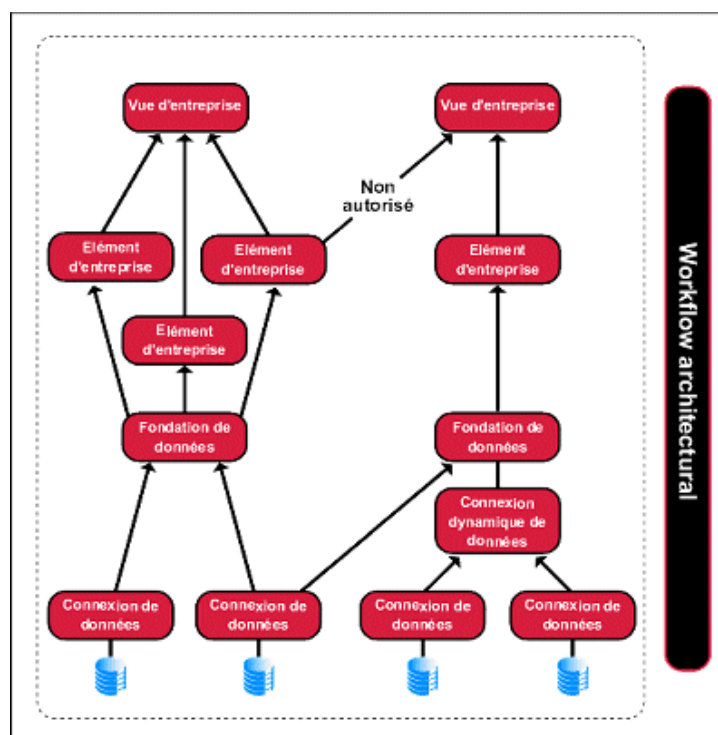 Vue d'entreprise
Vue d'entreprise
Non
autorisé
Elément
d'entreprise
Elément
d'entreprise
Elément
d'entreprise
Elément
d'entreprise
Fondation de
données
Fondation de
données
Connexion
dynamique de
données
Connexion de
données
Connexion de
données
Connexion de
données
Connexion de
données
Workflow architectural